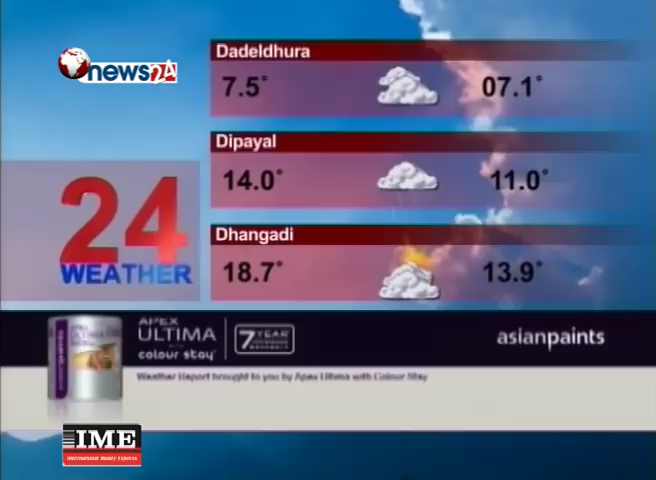 news24
Dadeldhura
7.5° 07.1°
Dipayal
14.0° 11.0°
Dhangadi
18.7° 13.9°
24
WEATHER
APEX
ULTIMA
colour stay
7 YEAR
WARRANTY
asianpaints
Weather Report brought to you by Apex Ultima with Colour Stay
IME
International Money Express